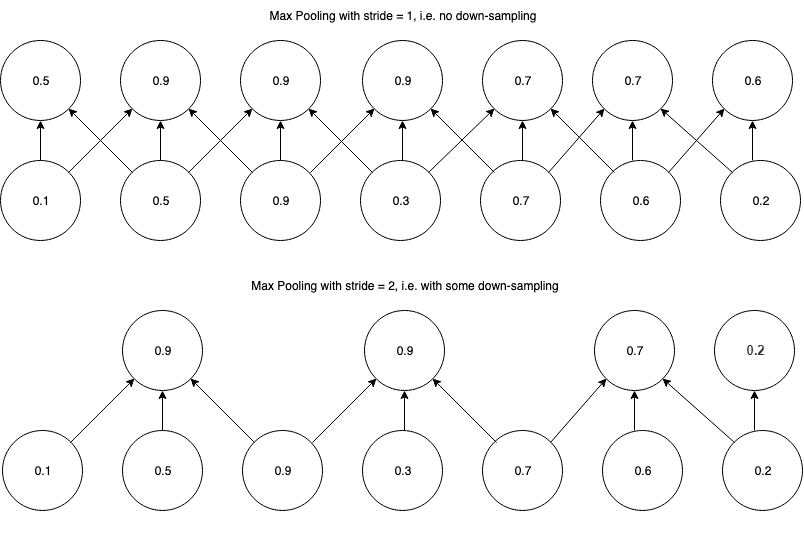 Max Pooling with stride = 1, i.e. no down-sampling
0.5 0.9 0.9 0.9 0.7 0.7 0.6
0.1 0.5 0.9 0.3 0.7 0.6 0.2
Max Pooling with stride = 2, i.e. with some down-sampling
0.9 0.9 0.7 0.2
0.1 0.5 0.9 0.3 0.7 0.6 0.2